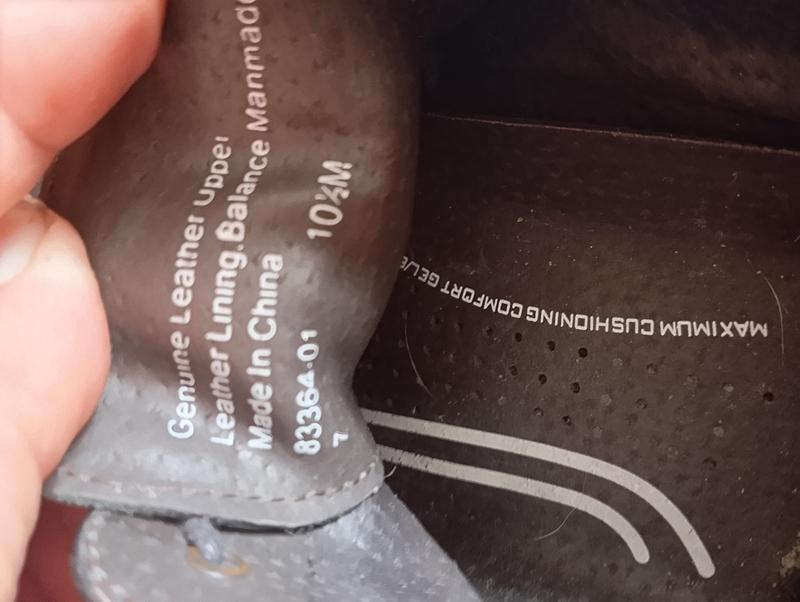 Genuine Leather Upper
Leather Lining.Balance Manmade
Made In China 10½M
83364-01
7
MAXIMUM CUSHIONING COMFORT GEL